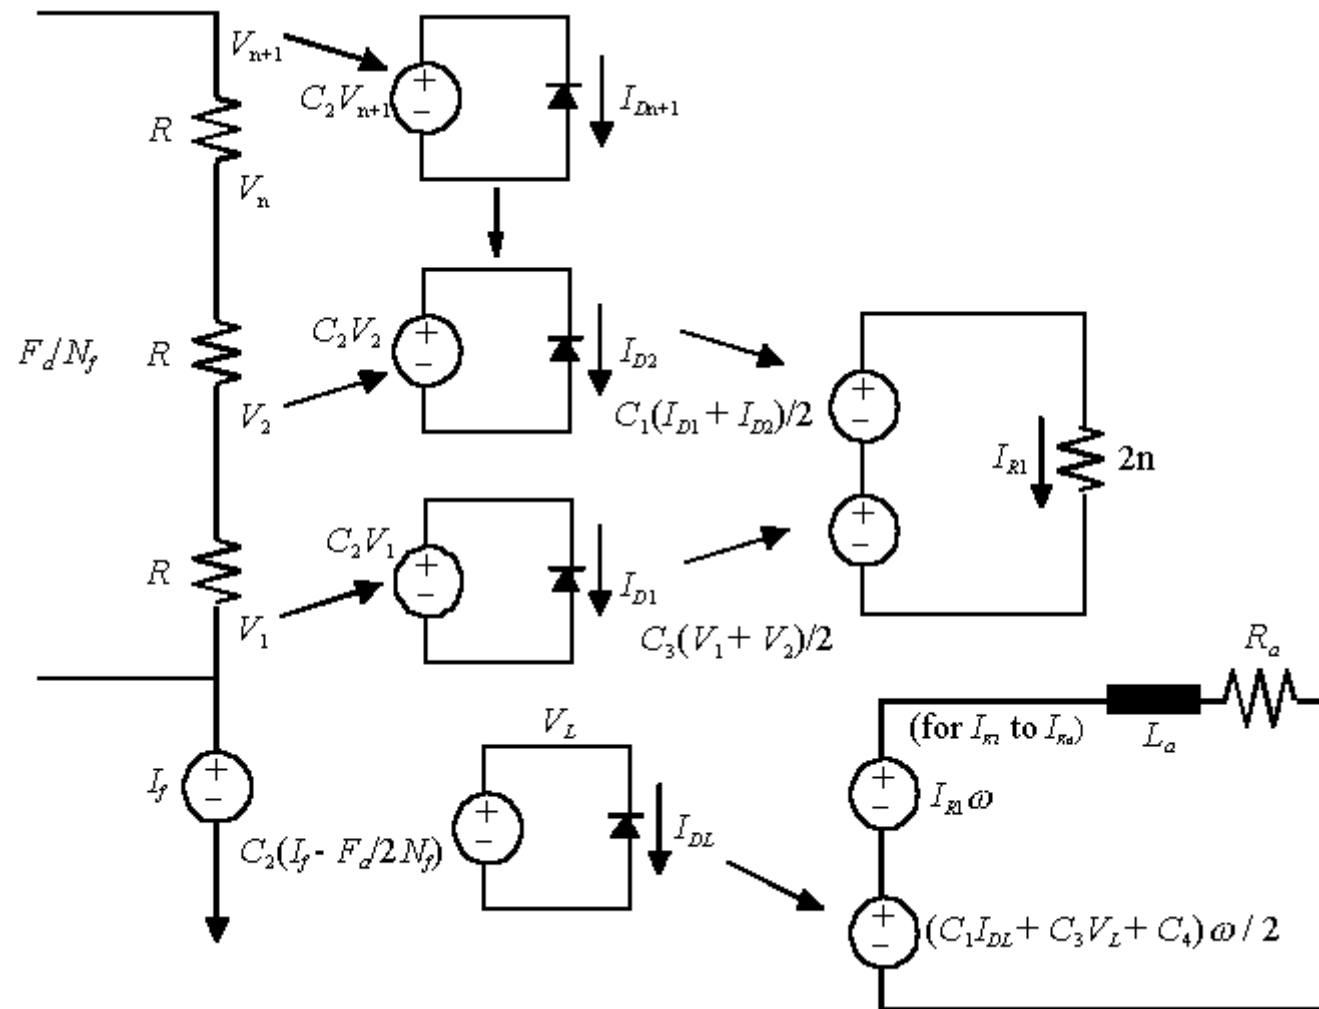 V_{n+1}
C_2V_{n+1}
+
−
I_{Dn+1}
R
V_n
F_d/N_f
R
C_2V_2
+
−
I_{D2}
V_2
C_1(I_{D1} + I_{D2})/2
+
−
I_{R1}
2n
+
−
R
C_2V_1
+
−
I_{D1}
V_1
C_3(V_1 + V_2)/2
R_a
V_L
(for I_{R1} to I_{Rd})
L_a
I_f
+
−
+
−
I_{DL}
+
−
I_{R1}ω
C_2(I_f - F_d/2N_f)
+
−
(C_1I_{DL} + C_3V_L + C_4)ω / 2